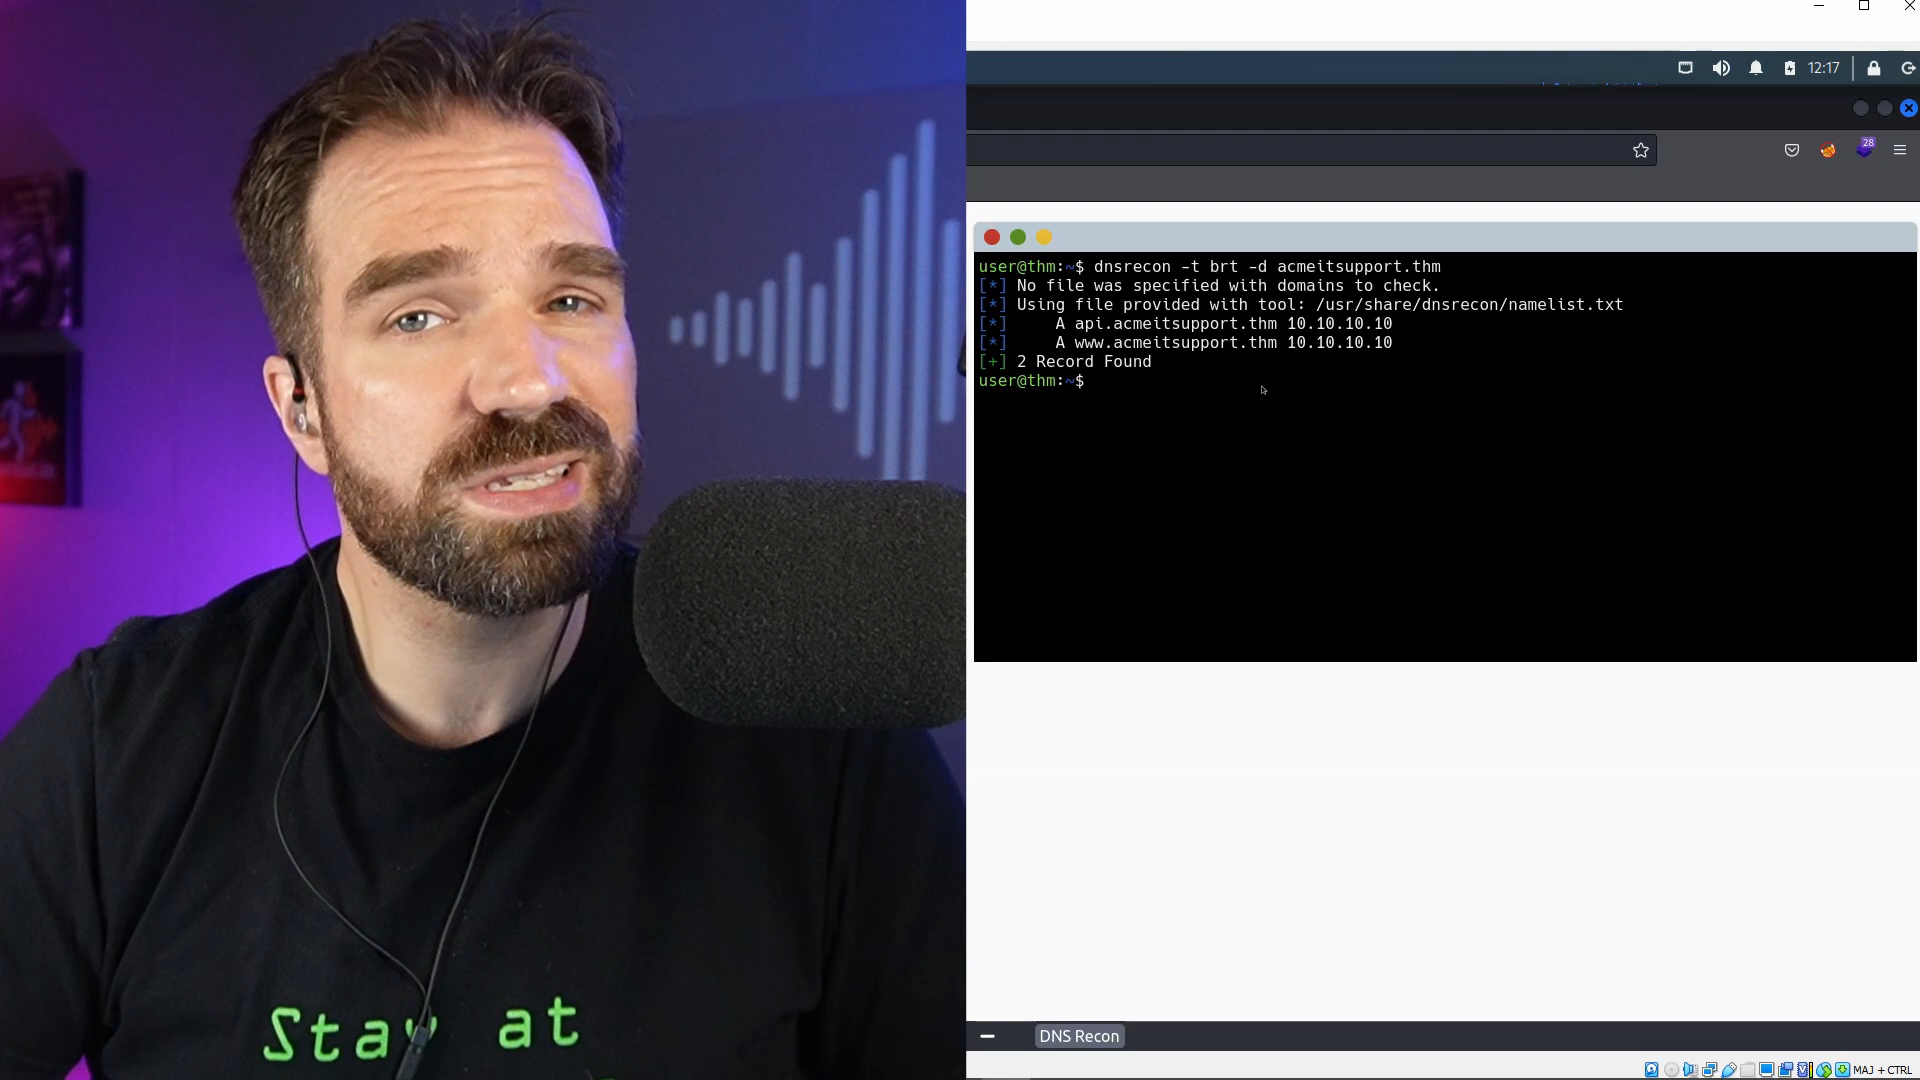 12:17
28
user@thm:~$ dnsrecon -t brt -d acmeitsupport.thm
[*] No file was specified with domains to check.
[*] Using file provided with tool: /usr/share/dnsrecon/namelist.txt
[*]     A api.acmeitsupport.thm 10.10.10.10
[*]     A www.acmeitsupport.thm 10.10.10.10
[+] 2 Record Found
user@thm:~$
Stay at
DNS Recon
MAJ + CTRL